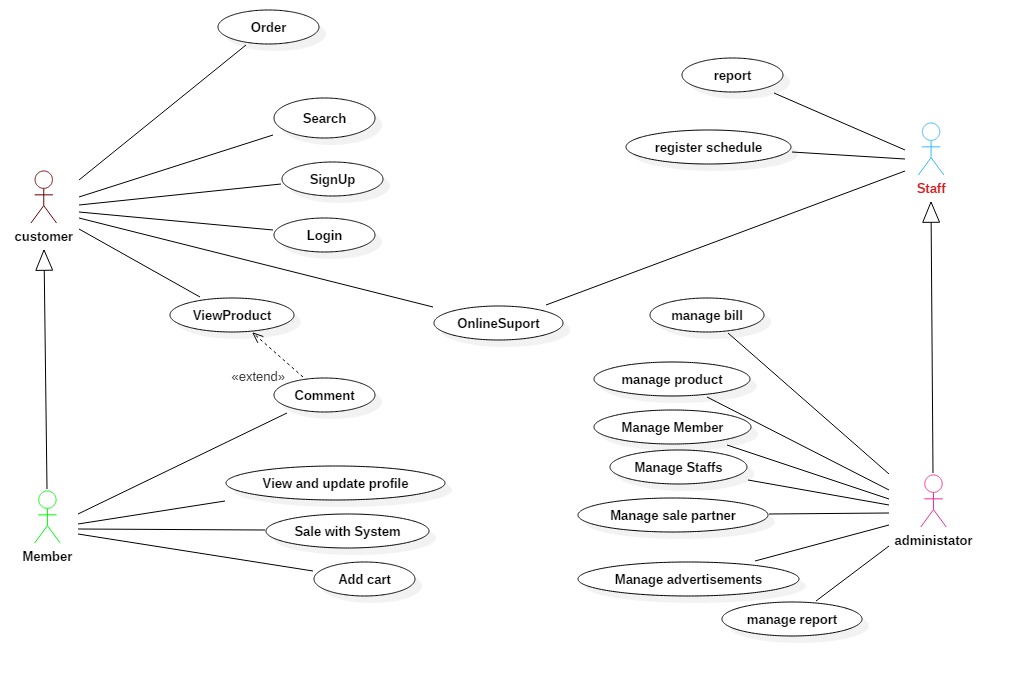 Order
report
Search
register schedule
SignUp
Staff
customer
Login
ViewProduct
OnlineSuport
manage bill
«extend»
manage product
Comment
Manage Member
Manage Staffs
View and update profile
Manage sale partner
Sale with System
administator
Member
Add cart
Manage advertisements
manage report